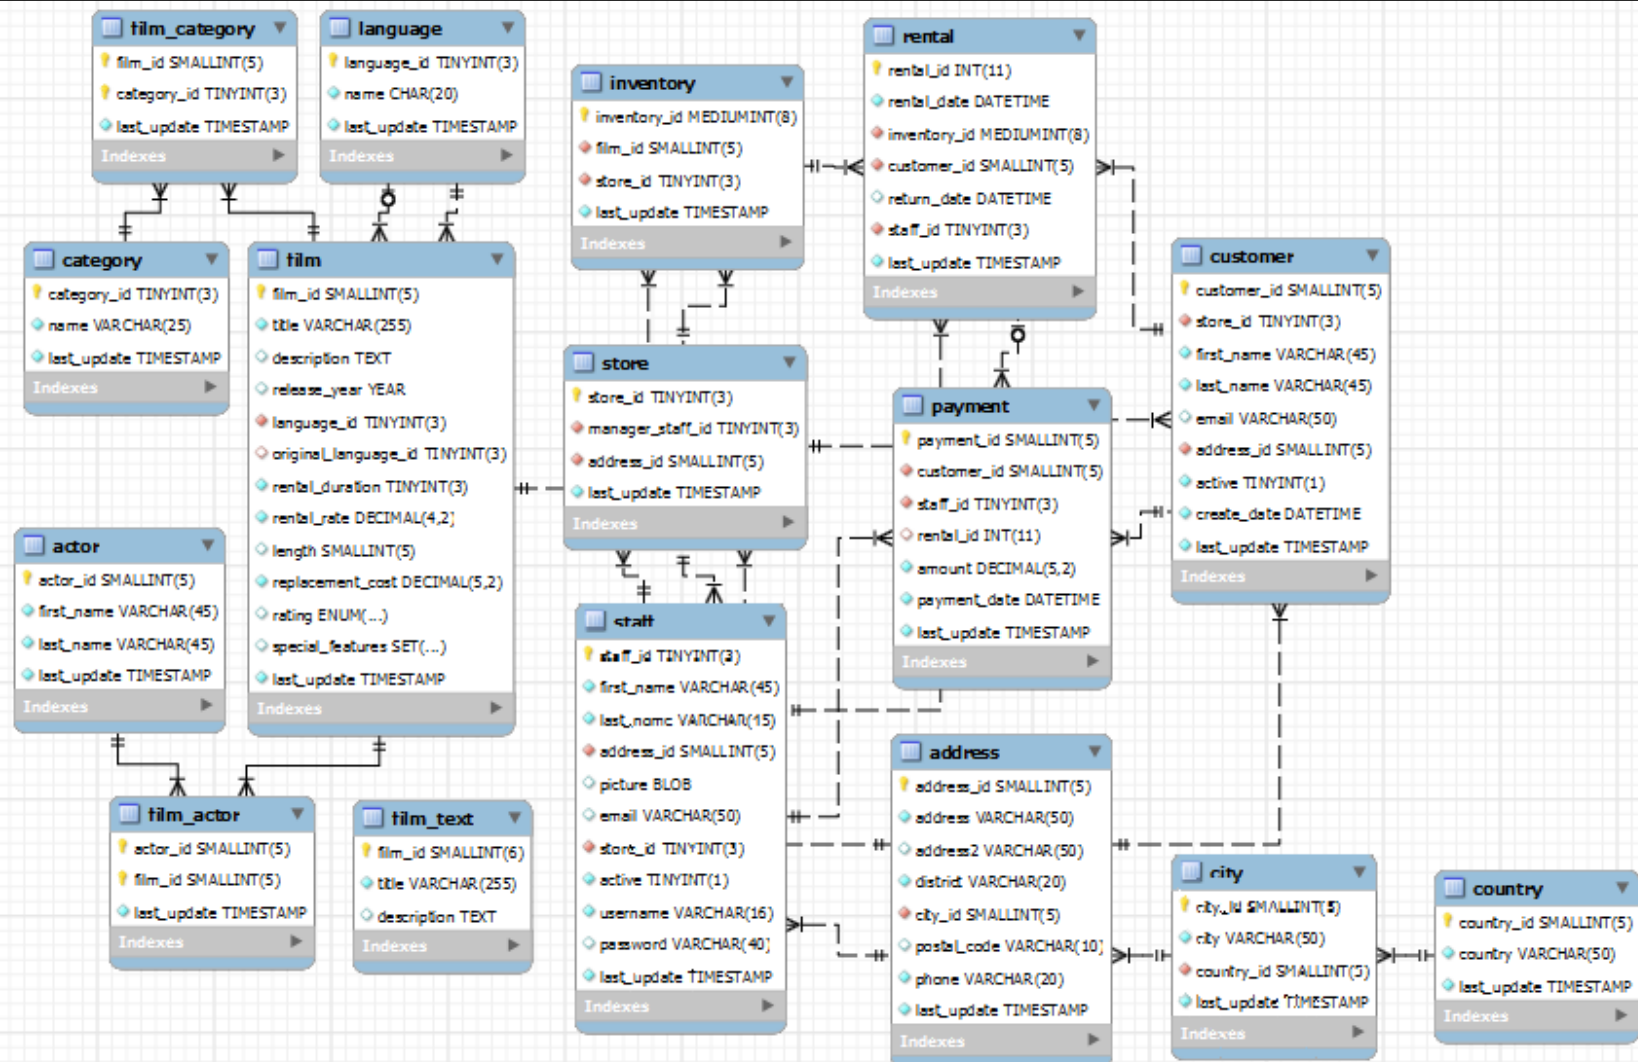 film_category
film_id SMALLINT(5)
category_id TINYINT(3)
last_update TIMESTAMP
Indexes
language
language_id TINYINT(3)
name CHAR(20)
last_update TIMESTAMP
Indexes
inventory
inventory_id MEDIUMINT(8)
film_id SMALLINT(5)
store_id TINYINT(3)
last_update TIMESTAMP
Indexes
rental
rental_id INT(11)
rental_date DATETIME
inventory_id MEDIUMINT(8)
customer_id SMALLINT(5)
return_date DATETIME
staff_id TINYINT(3)
last_update TIMESTAMP
Indexes
category
category_id TINYINT(3)
name VARCHAR(25)
last_update TIMESTAMP
Indexes
film
film_id SMALLINT(5)
title VARCHAR(255)
description TEXT
release_year YEAR
language_id TINYINT(3)
original_language_id TINYINT(3)
rental_duration TINYINT(3)
rental_rate DECIMAL(4,2)
length SMALLINT(5)
replacement_cost DECIMAL(5,2)
rating ENUM(...)
special_features SET(...)
last_update TIMESTAMP
Indexes
store
store_id TINYINT(3)
manager_staff_id TINYINT(3)
address_id SMALLINT(5)
last_update TIMESTAMP
Indexes
customer
customer_id SMALLINT(5)
store_id TINYINT(3)
first_name VARCHAR(45)
last_name VARCHAR(45)
email VARCHAR(50)
address_id SMALLINT(5)
active TINYINT(1)
create_date DATETIME
last_update TIMESTAMP
Indexes
payment
payment_id SMALLINT(5)
customer_id SMALLINT(5)
staff_id TINYINT(3)
rental_id INT(11)
amount DECIMAL(5,2)
payment_date DATETIME
last_update TIMESTAMP
Indexes
actor
actor_id SMALLINT(5)
first_name VARCHAR(45)
last_name VARCHAR(45)
last_update TIMESTAMP
Indexes
staff
staff_id TINYINT(3)
first_name VARCHAR(45)
last_name VARCHAR(45)
address_id SMALLINT(5)
picture BLOB
email VARCHAR(50)
store_id TINYINT(3)
active TINYINT(1)
username VARCHAR(16)
password VARCHAR(40)
last_update TIMESTAMP
Indexes
address
address_id SMALLINT(5)
address VARCHAR(50)
address2 VARCHAR(50)
district VARCHAR(20)
city_id SMALLINT(5)
postal_code VARCHAR(10)
phone VARCHAR(20)
last_update TIMESTAMP
Indexes
film_actor
actor_id SMALLINT(5)
film_id SMALLINT(5)
last_update TIMESTAMP
Indexes
film_text
film_id SMALLINT(6)
title VARCHAR(255)
description TEXT
Indexes
city
city_id SMALLINT(5)
city VARCHAR(50)
country_id SMALLINT(5)
last_update TIMESTAMP
Indexes
country
country_id SMALLINT(5)
country VARCHAR(50)
last_update TIMESTAMP
Indexes